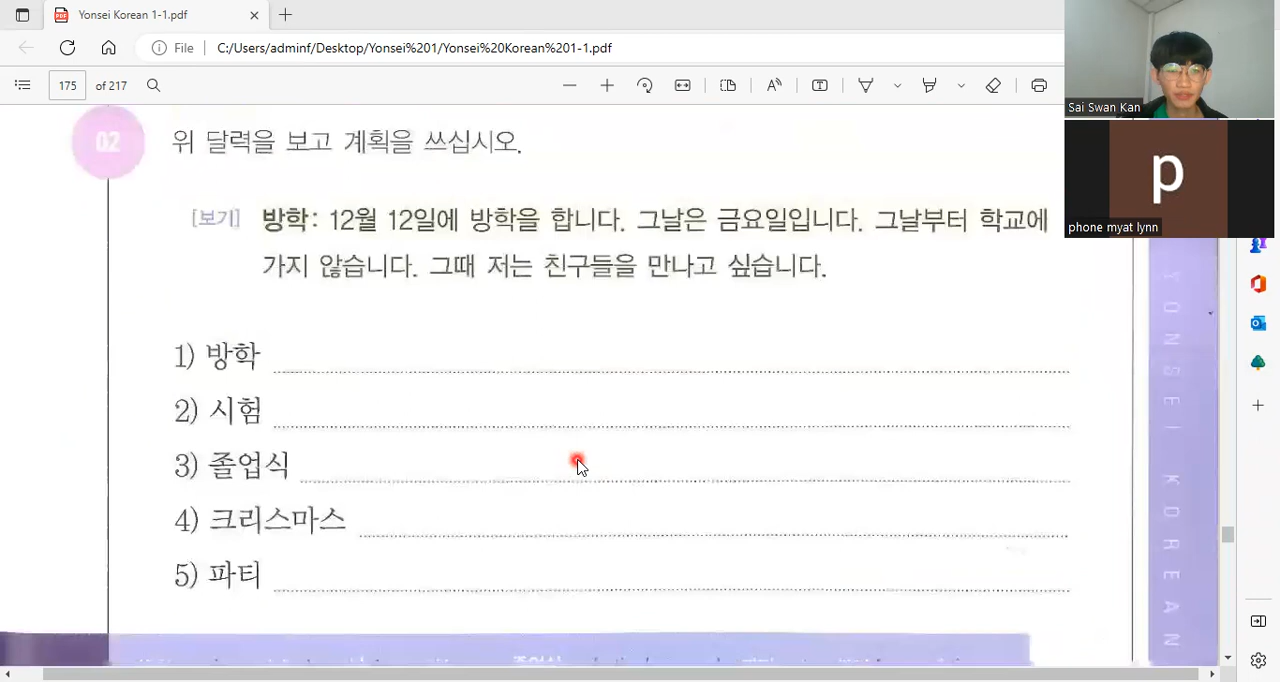 Yonsei Korean 1-1.pdf
File C:/Users/adminf/Desktop/Yonsei%201/Yonsei%20Korean%201-1.pdf
175 of 217
Sai Swan Kan
p
phone myat lynn
02 위 달력을 보고 계획을 쓰십시오.
[보기] 방학: 12월 12일에 방학을 합니다. 그날은 금요일입니다. 그날부터 학교에
가지 않습니다. 그때 저는 친구들을 만나고 싶습니다.
1) 방학
2) 시험
3) 졸업식
4) 크리스마스
5) 파티
YONSEI KOREAN